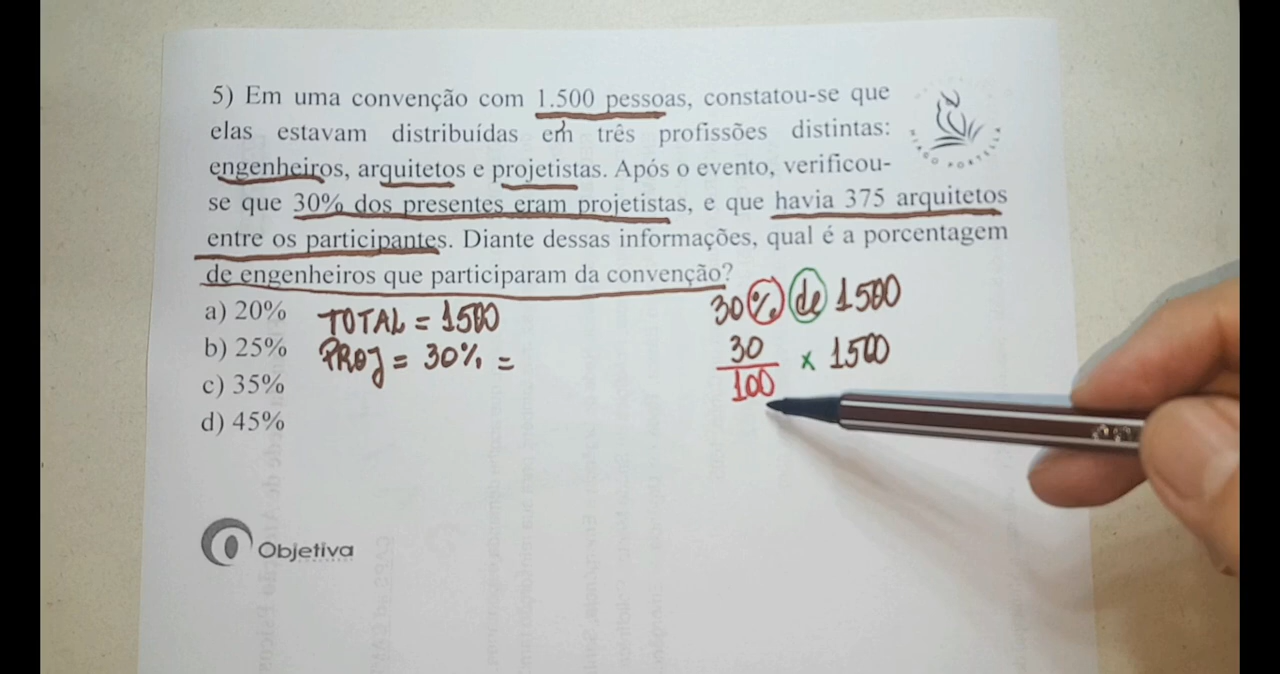 5) Em uma convenção com 1.500 pessoas, constatou-se que
elas estavam distribuídas em três profissões distintas:
engenheiros, arquitetos e projetistas. Após o evento, verificou-
se que 30% dos presentes eram projetistas, e que havia 375 arquitetos
entre os participantes. Diante dessas informações, qual é a porcentagem
de engenheiros que participaram da convenção?
a) 20%
b) 25%
c) 35%
d) 45%
TOTAL = 1500
PROJ = 30% =
30% de 1500
30
100
x 1500
Objetiva